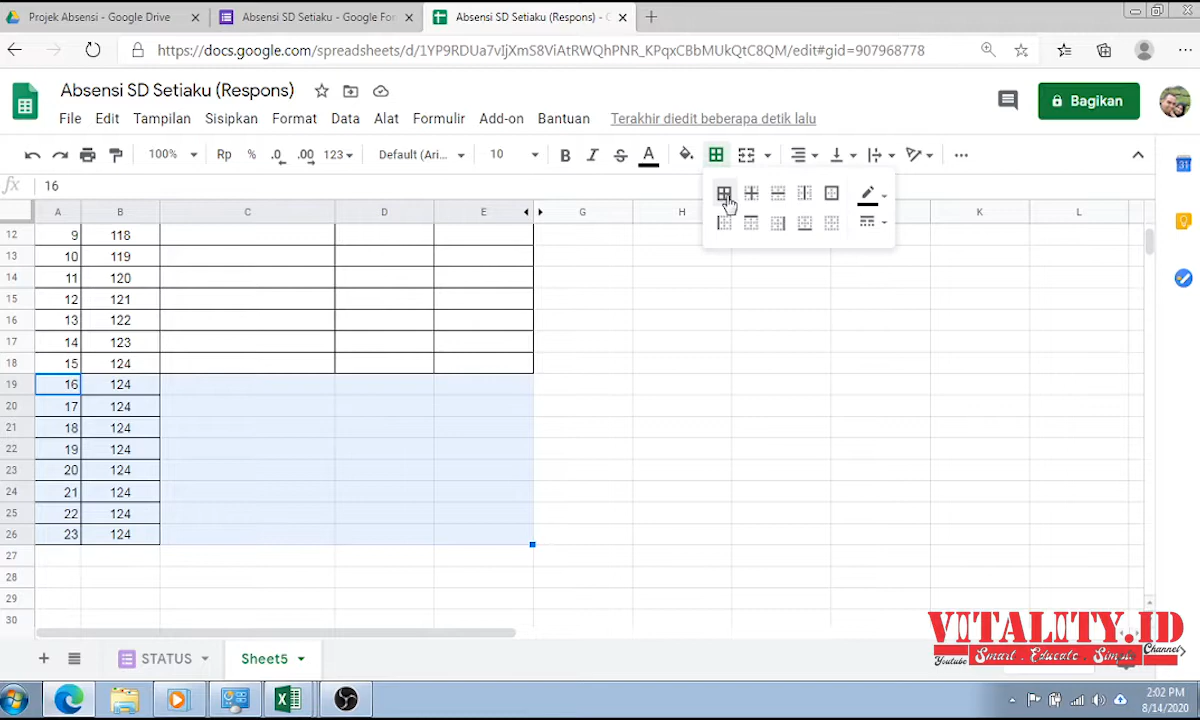 Projek Absensi - Google Drive
Absensi SD Setiaku - Google For
Absensi SD Setiaku (Respons) - G
https://docs.google.com/spreadsheets/d/1YP9RDUa7vIjXmS8ViAtRWQhPNR_KPqxCBbMUkQtC8QM/edit#gid=907968778
Absensi SD Setiaku (Respons)
Bagikan
File Edit Tampilan Sisipkan Format Data Alat Formulir Add-on Bantuan Terakhir diedit beberapa detik lalu
100% Rp % .0 .00 123 Default (Ari... 10 B I S A
fx 16
A B C D E G H K L
12 9 118
13 10 119
14 11 120
15 12 121
16 13 122
17 14 123
18 15 124
19 16 124
20 17 124
21 18 124
22 19 124
23 20 124
24 21 124
25 22 124
26 23 124
27
28
29
30
VITALITY.ID
Youtube Smart . Educate . Simple Channel
STATUS Sheet5
2:02 PM
8/14/2020
31